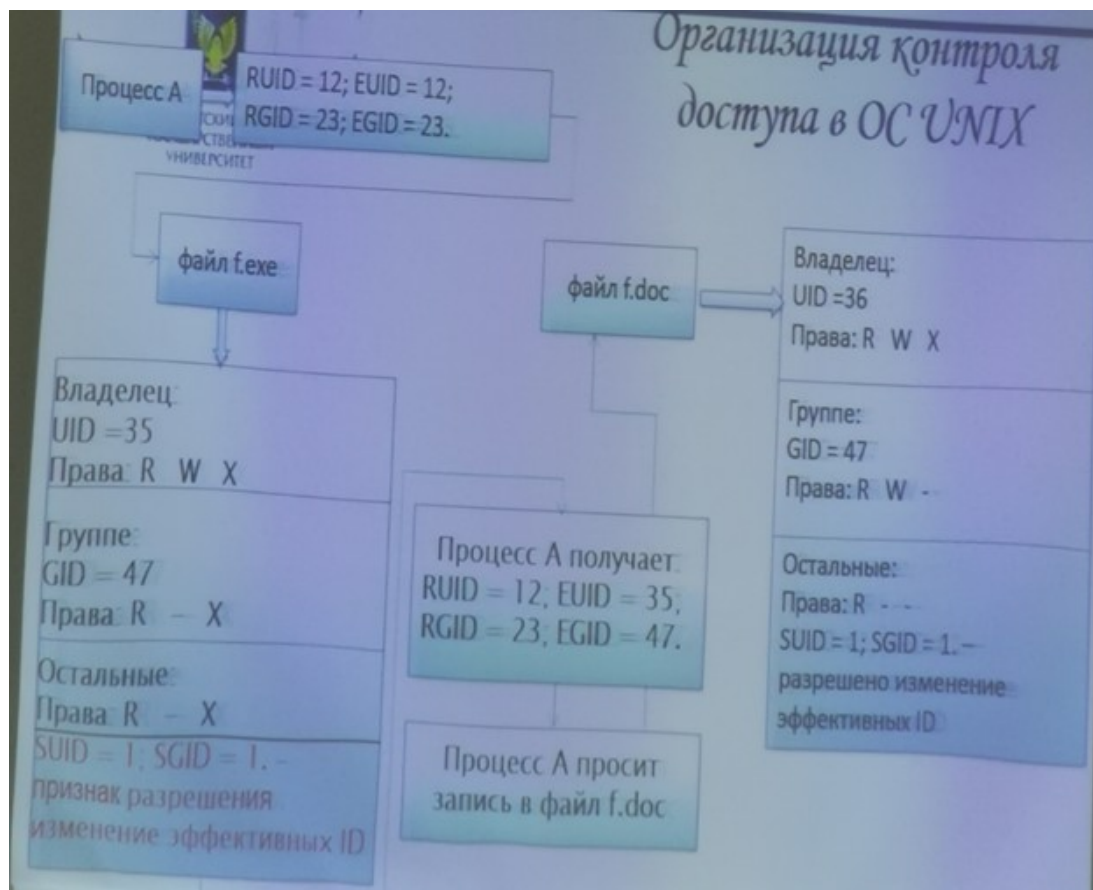 Организация контроля
доступа в ОС UNIX
Процесс A
RUID = 12; EUID = 12;
RGID = 23; EGID = 23.
УНИВЕРСИТЕТ
файл f.exe
Владелец:
UID =35
Права: R W X
Группе:
GID = 47
Права: R – X
Остальные:
Права: R – X
SUID = 1; SGID = 1. –
признак разрешения
изменение эффективных ID
Процесс A получает:
RUID = 12; EUID = 35;
RGID = 23; EGID = 47.
Процесс A просит
запись в файл f.doc
файл f.doc
Владелец:
UID =36
Права: R W X
Группе:
GID = 47
Права: R W -
Остальные:
Права: R - -
SUID = 1; SGID = 1. –
разрешено изменение
эффективных ID